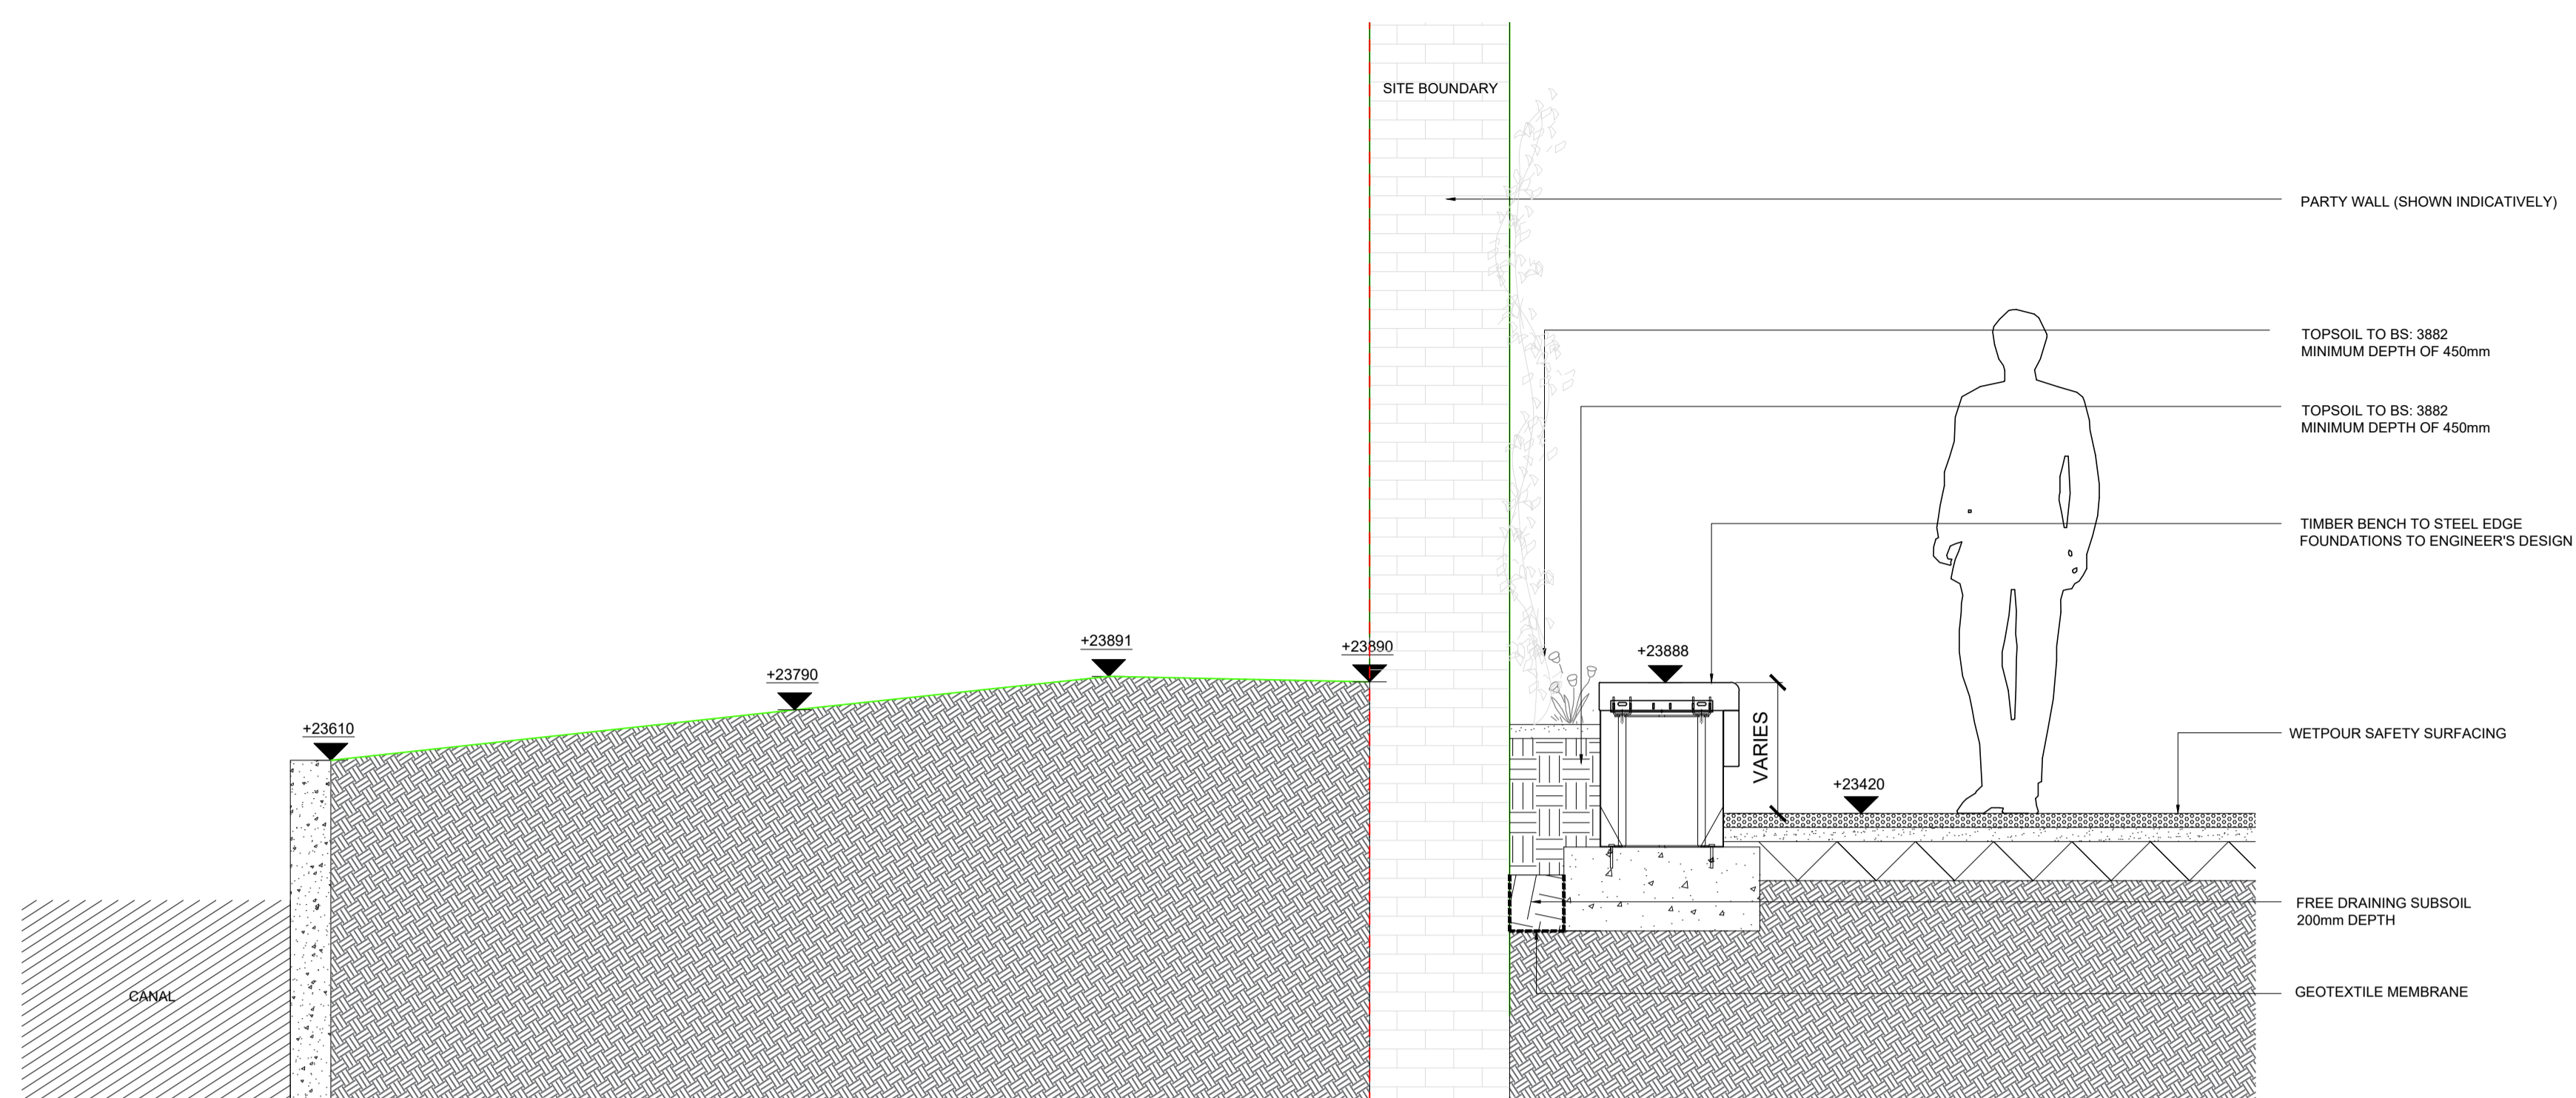 SITE BOUNDARY
PARTY WALL (SHOWN INDICATIVELY)
TOPSOIL TO BS: 3882
MINIMUM DEPTH OF 450mm
TOPSOIL TO BS: 3882
MINIMUM DEPTH OF 450mm
TIMBER BENCH TO STEEL EDGE
FOUNDATIONS TO ENGINEER'S DESIGN
+23610
+23790
+23891
+23890
+23888
VARIES
+23420
WETPOUR SAFETY SURFACING
FREE DRAINING SUBSOIL
200mm DEPTH
CANAL
GEOTEXTILE MEMBRANE